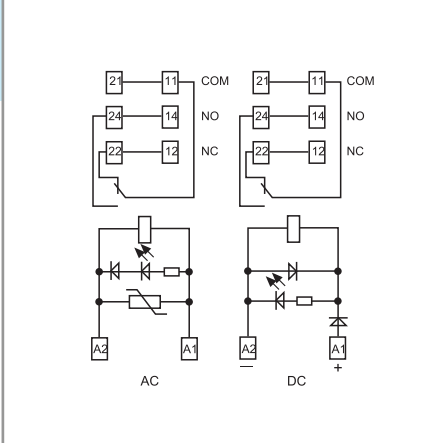 21 11 COM 21 11 COM
24 14 NO 24 14 NO
22 12 NC 22 12 NC
A2 A1 A2 A1
— +
AC DC